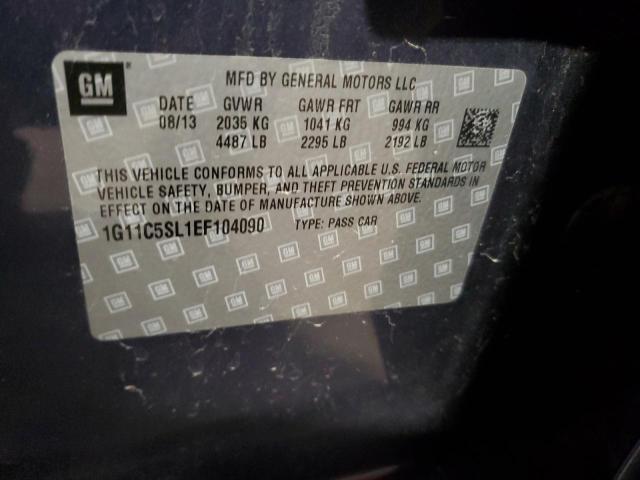 GM
MFD BY GENERAL MOTORS LLC
DATE GVWR GAWR FRT GAWR RR
08/13 2035 KG 1041 KG 994 KG
4487 LB 2295 LB 2192 LB
THIS VEHICLE CONFORMS TO ALL APPLICABLE U.S. FEDERAL MOTOR
VEHICLE SAFETY, BUMPER, AND THEFT PREVENTION STANDARDS IN
EFFECT ON THE DATE OF MANUFACTURE SHOWN ABOVE.
1G11C5SL1EF104090 TYPE: PASS CAR